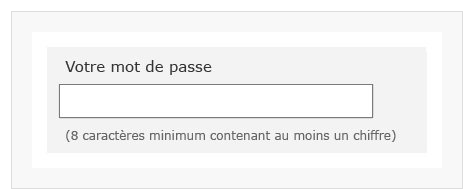 Votre mot de passe
(8 caractères minimum contenant au moins un chiffre)